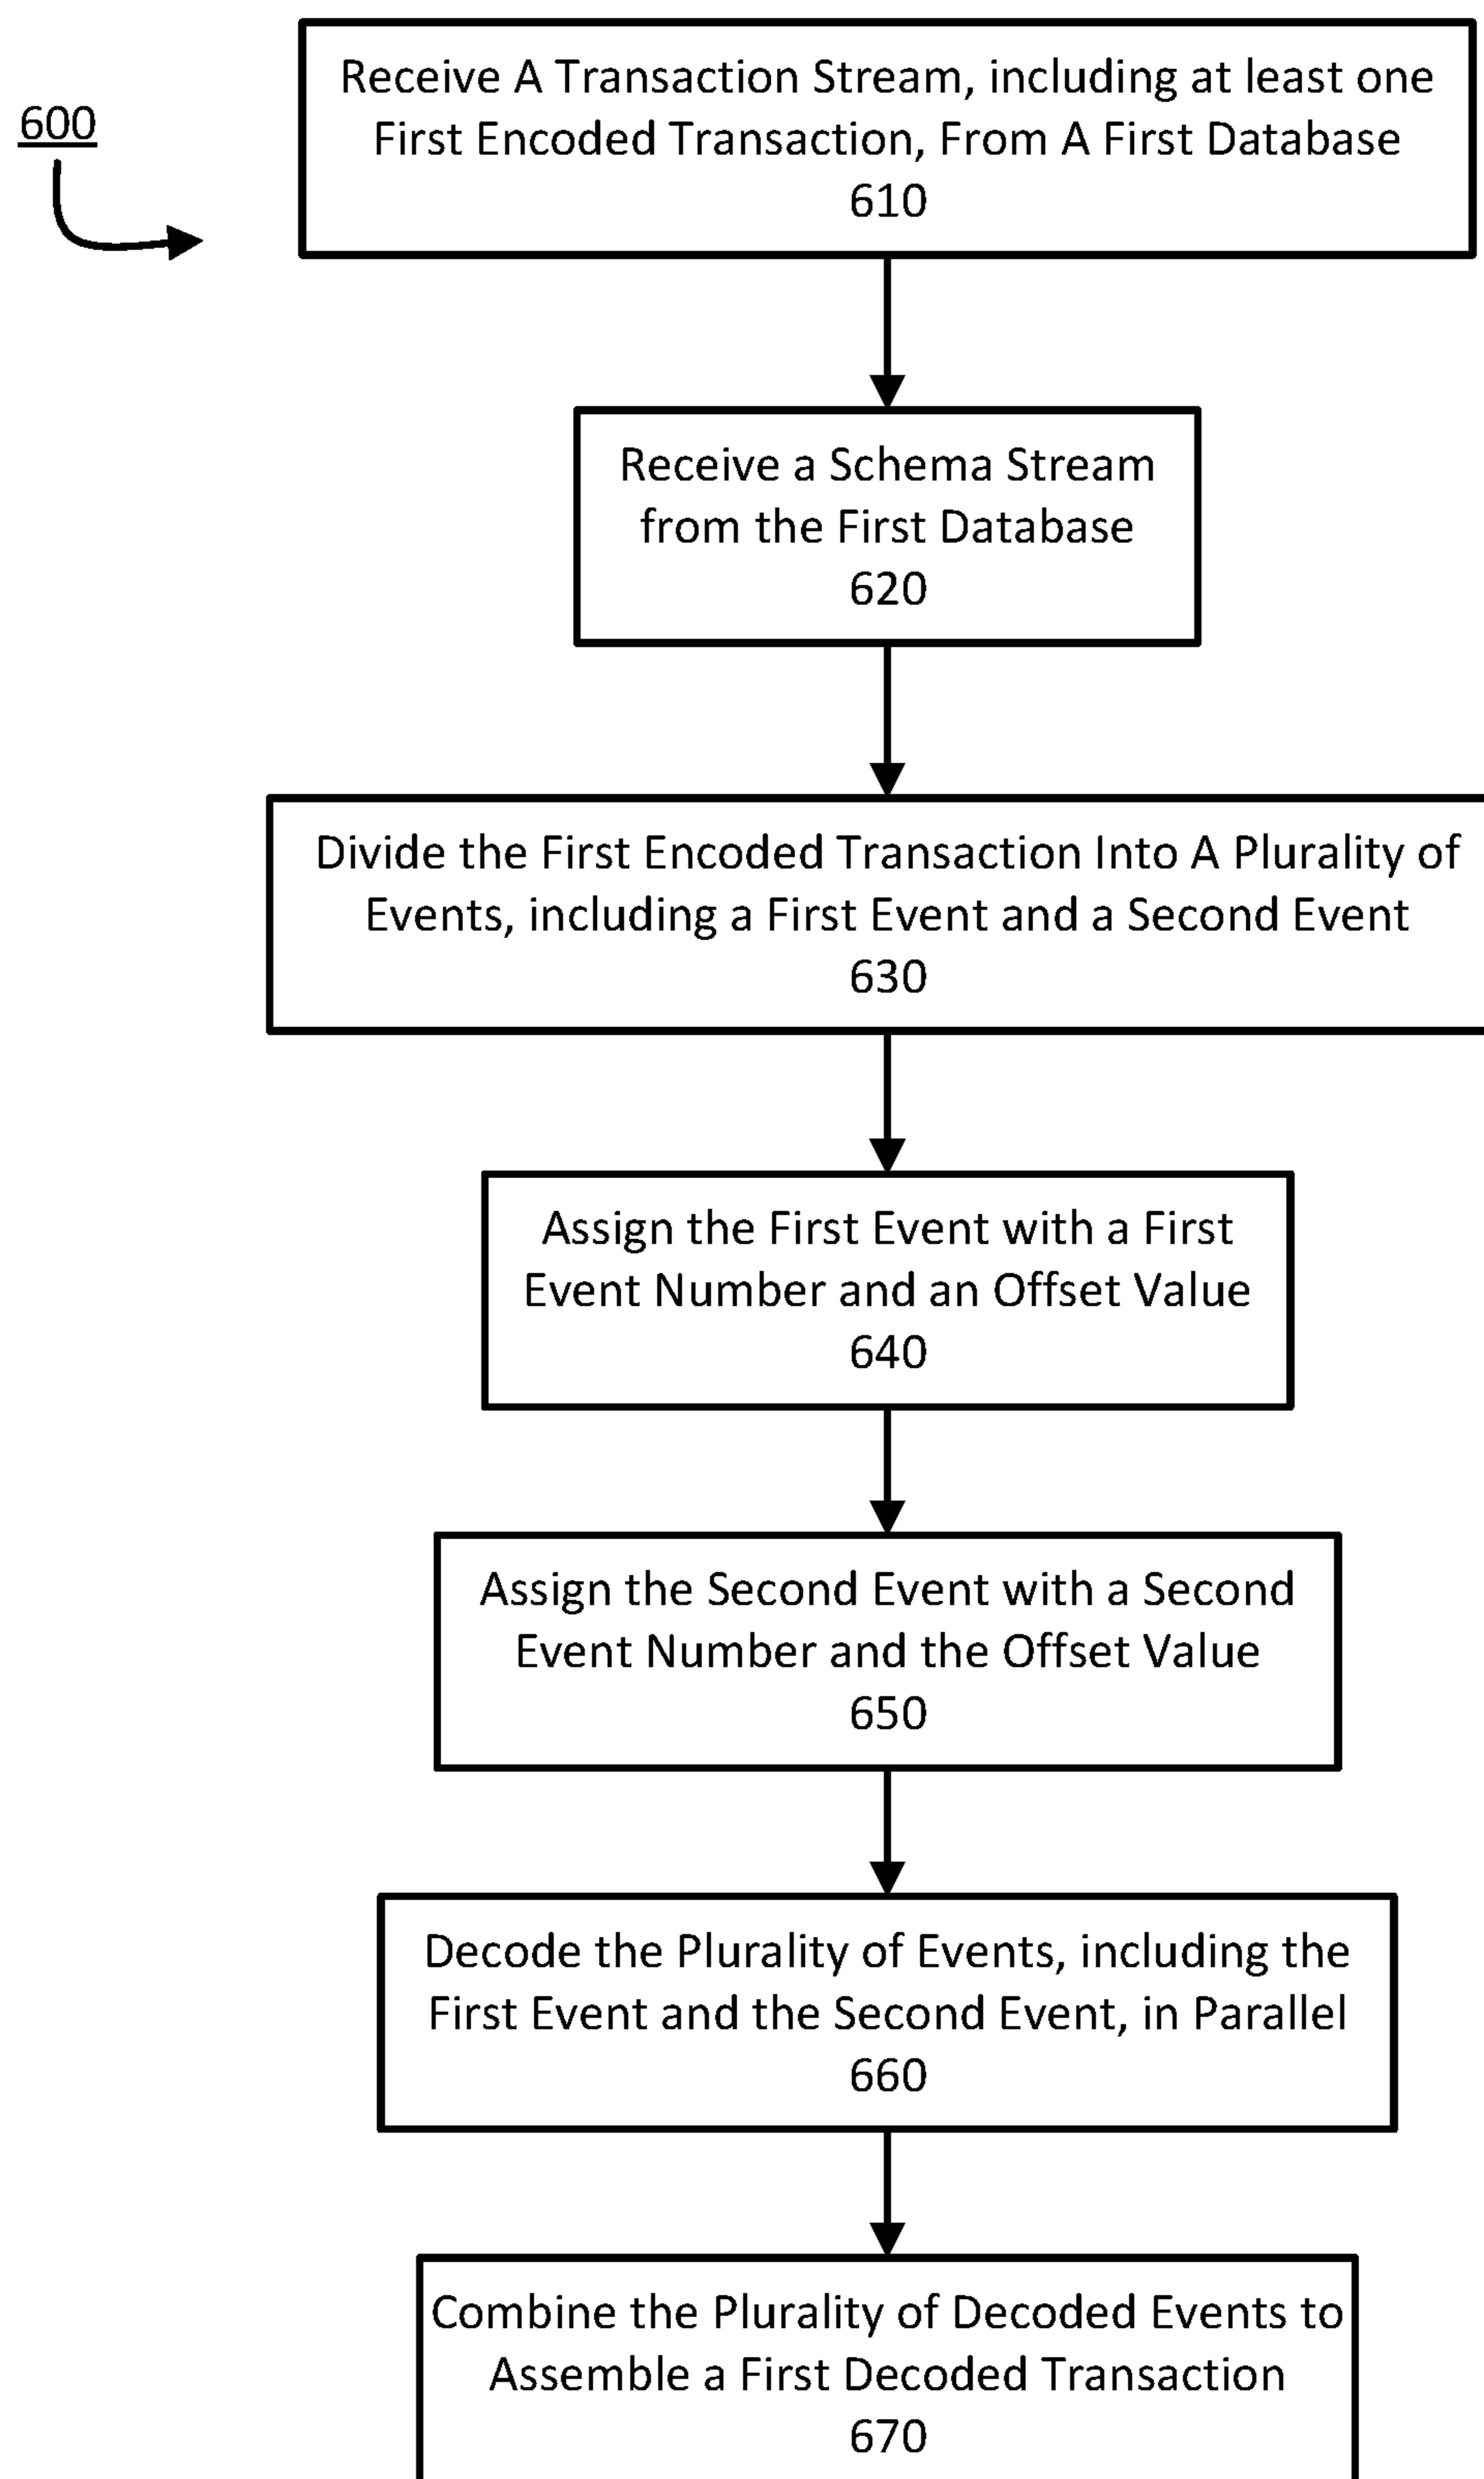 600
Receive A Transaction Stream, including at least one
First Encoded Transaction, From A First Database
610
Receive a Schema Stream
from the First Database
620
Divide the First Encoded Transaction Into A Plurality of
Events, including a First Event and a Second Event
630
Assign the First Event with a First
Event Number and an Offset Value
640
Assign the Second Event with a Second
Event Number and the Offset Value
650
Decode the Plurality of Events, including the
First Event and the Second Event, in Parallel
660
Combine the Plurality of Decoded Events to
Assemble a First Decoded Transaction
670